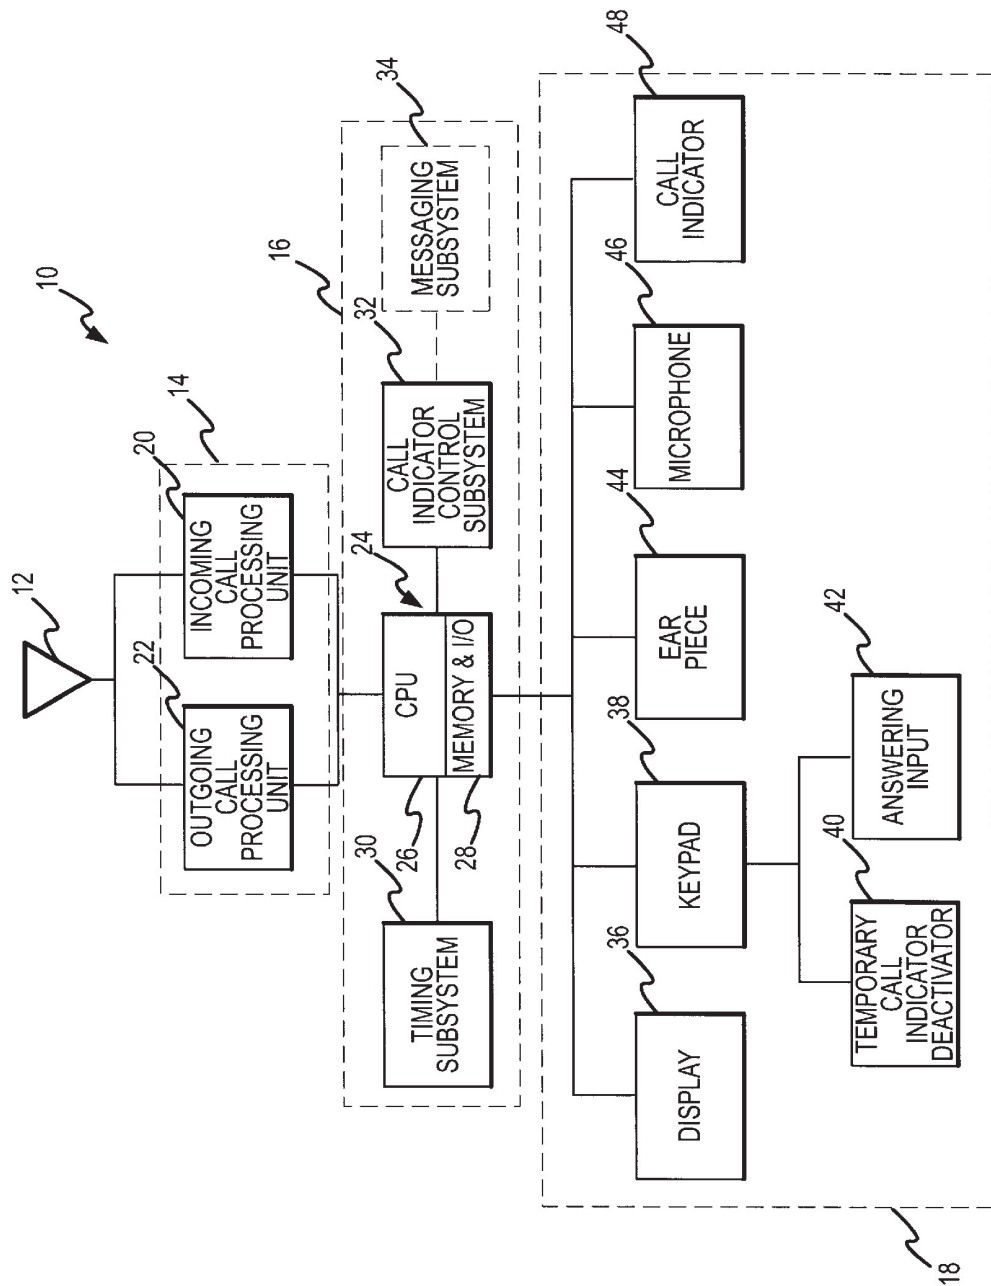 10
12
14
22
20
OUTGOING
CALL
PROCESSING
UNIT
INCOMING
CALL
PROCESSING
UNIT
16
30
26
24
32
34
TIMING
SUBSYSTEM
CPU
MEMORY & I/O
28
CALL
INDICATOR
CONTROL
SUBSYSTEM
MESSAGING
SUBSYSTEM
36
38
44
46
48
DISPLAY
KEYPAD
EAR
PIECE
MICROPHONE
CALL
INDICATOR
40
42
TEMPORARY
CALL
INDICATOR
DEACTIVATOR
ANSWERING
INPUT
18